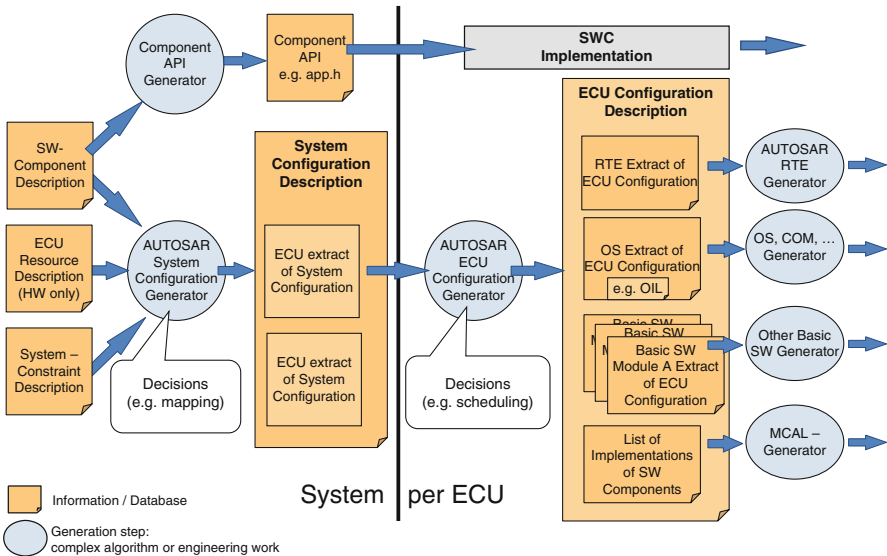 Component
API
Generator
Component
API
e.g. app.h
SWC
Implementation
SW-
Component
Description
ECU
Resource
Description
(HW only)
System –
Constraint
Description
AUTOSAR
System
Configuration
Generator
Decisions
(e.g. mapping)
System
Configuration
Description
ECU extract
of System
Configuration
ECU extract
of System
Configuration
AUTOSAR
ECU
Configuration
Generator
Decisions
(e.g. scheduling)
ECU Configuration
Description
RTE Extract of
ECU Configuration
OS Extract of
ECU Configuration
e.g. OIL
Basic SW
Basic SW
M
Basic SW
Module A Extract
of ECU
Configuration
List of
Implementations
of SW
Components
AUTOSAR
RTE
Generator
OS, COM, …
Generator
Other Basic
SW Generator
MCAL –
Generator
System
per ECU
Information / Database
Generation step:
complex algorithm or engineering work